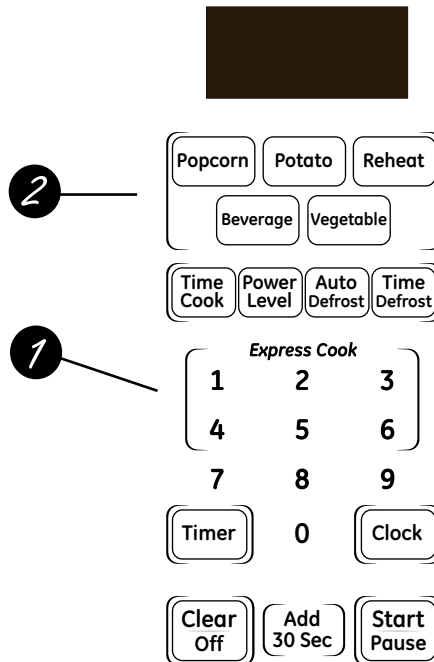 2
Popcorn Potato Reheat
Beverage Vegetable
Time Cook Power Level Auto Defrost Time Defrost
1
Express Cook
1 2 3
4 5 6
7 8 9
Timer 0 Clock
Clear Off Add 30 Sec Start Pause